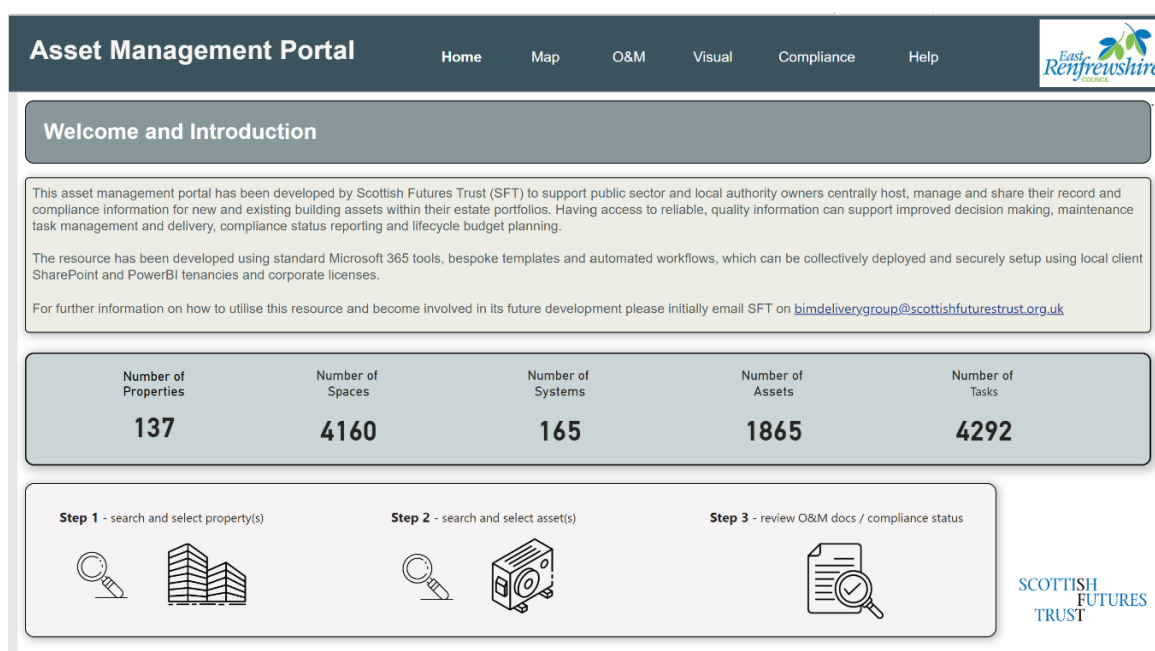 Asset Management Portal
Home Map O&M Visual Compliance Help
East
Renfrewshire
COUNCIL
Welcome and Introduction
This asset management portal has been developed by Scottish Futures Trust (SFT) to support public sector and local authority owners centrally host, manage and share their record and
compliance information for new and existing building assets within their estate portfolios. Having access to reliable, quality information can support improved decision making, maintenance
task management and delivery, compliance status reporting and lifecycle budget planning.
The resource has been developed using standard Microsoft 365 tools, bespoke templates and automated workflows, which can be collectively deployed and securely setup using local client
SharePoint and PowerBI tenancies and corporate licenses.
For further information on how to utilise this resource and become involved in its future development please initially email SFT on bimdeliverygroup@scottishfuturestrust.org.uk
Number of Number of Number of Number of Number of
Properties Spaces Systems Assets Tasks
137 4160 165 1865 4292
Step 1 - search and select property(s) Step 2 - search and select asset(s) Step 3 - review O&M docs / compliance status
SCOTTISH
FUTURES
TRUST